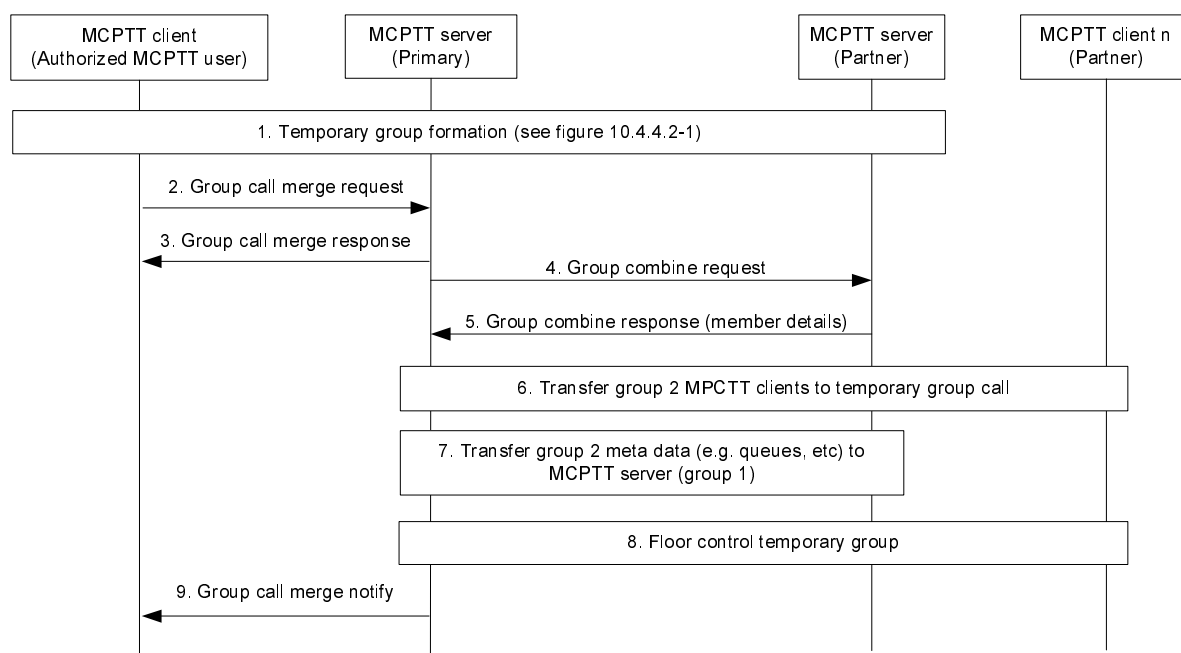 MCPTT client
(Authorized MCPTT user)
MCPTT server
(Primary)
MCPTT server
(Partner)
MCPTT client n
(Partner)
1. Temporary group formation (see figure 10.4.4.2-1)
2. Group call merge request
3. Group call merge response
4. Group combine request
5. Group combine response (member details)
6. Transfer group 2 MPCTT clients to temporary group call
7. Transfer group 2 meta data (e.g. queues, etc) to
MCPTT server (group 1)
8. Floor control temporary group
9. Group call merge notify